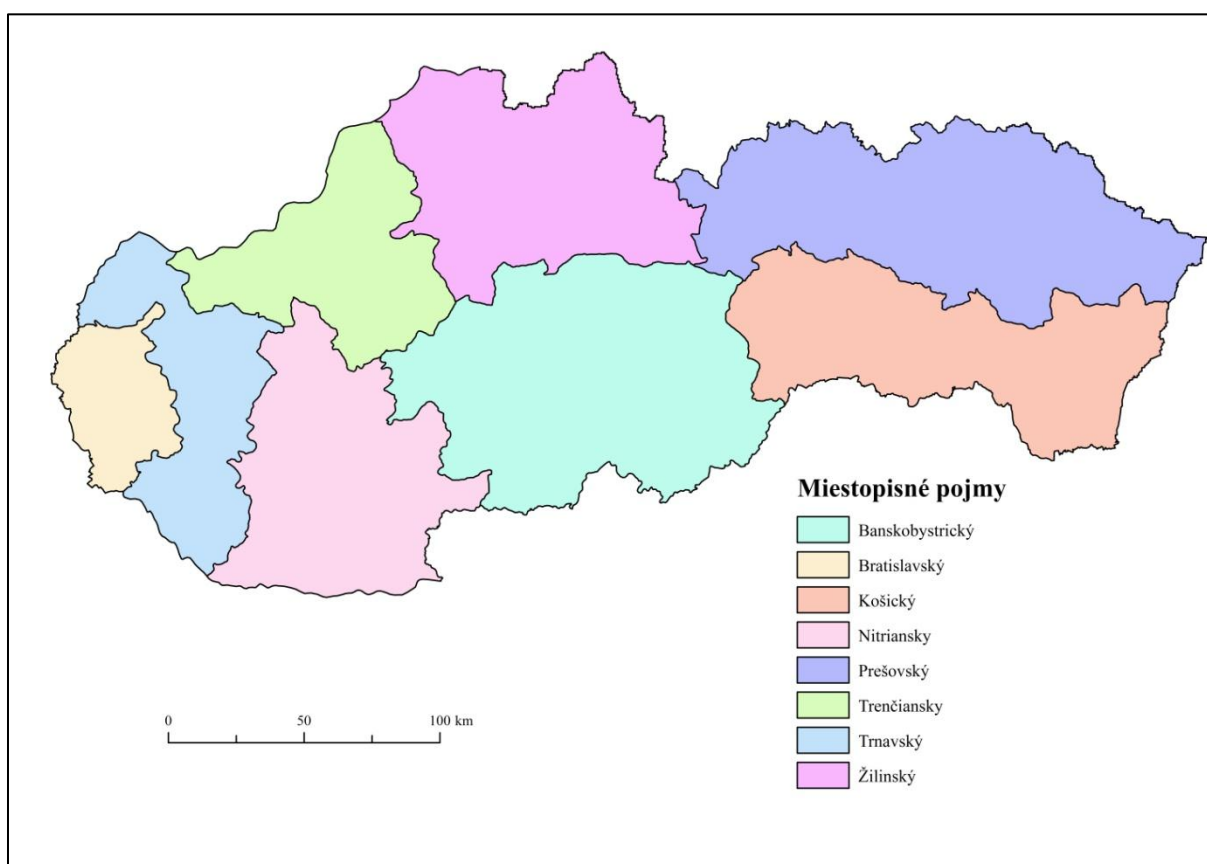 Miestopisné pojmy
Banskobystrický
Bratislavský
Košický
Nitriansky
Prešovský
Trenčiansky
Trnavský
Žilinský
0 50 100 km